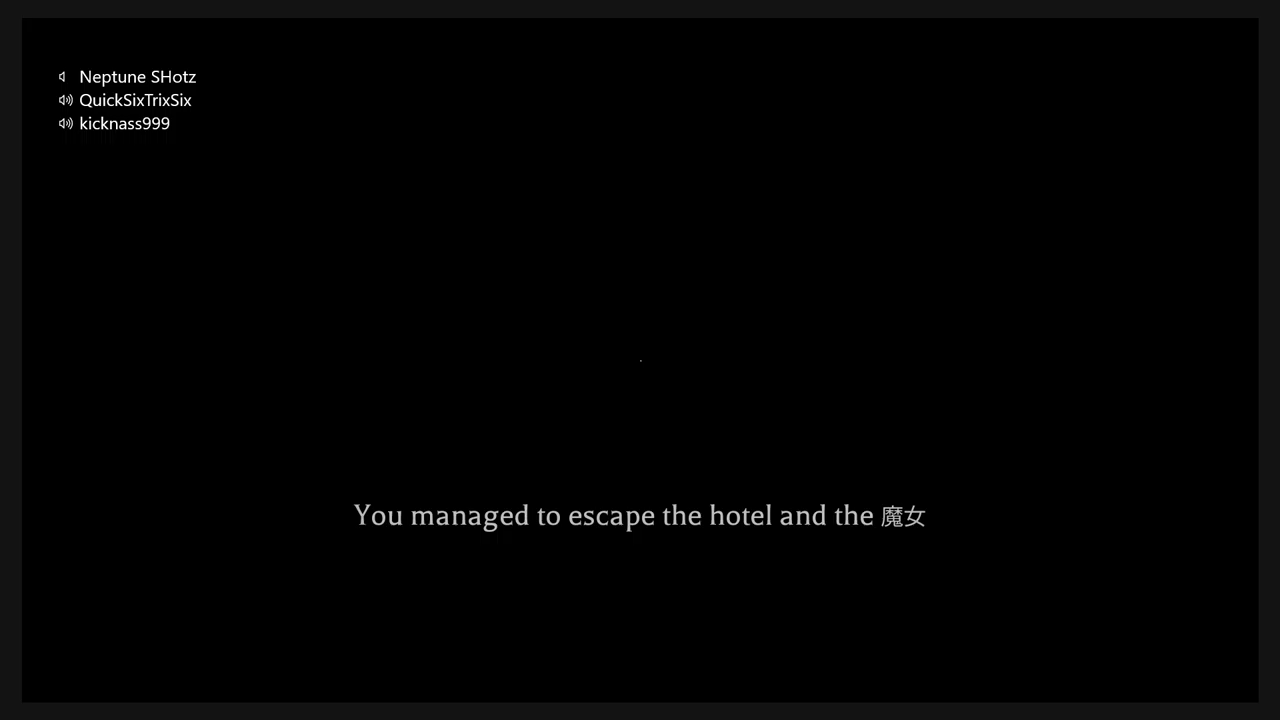 Neptune SHotz
QuickSixTrixSix
kicknass999
You managed to escape the hotel and the 魔女